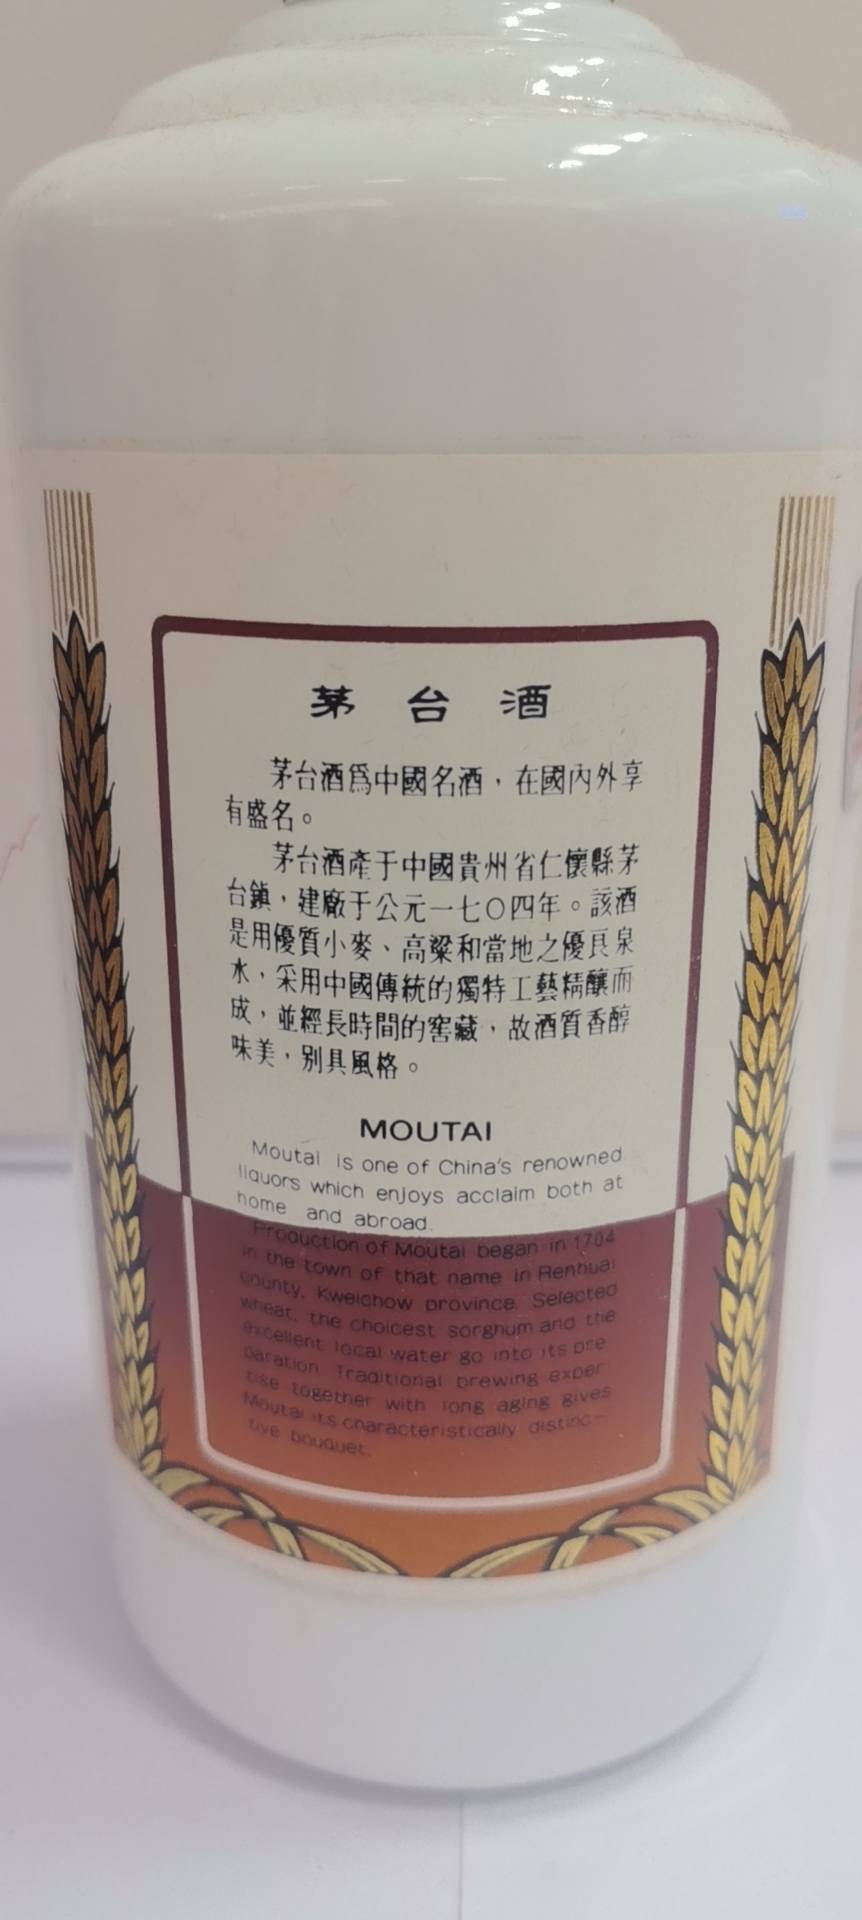 茅台酒
茅台酒爲中國名酒，在國內外享
有盛名。
茅台酒產于中國貴州省仁懷縣茅
台鎮，建廠于公元一七〇四年。該酒
是用優質小麥、高粱和當地之優良泉
水，采用中國傳統的獨特工藝精釀而
成，並經長時間的窖藏，故酒質香醇
味美，別具風格。
MOUTAI
Moutai is one of China's renowned
liquors which enjoys acclaim both at
home and abroad.
Production of Moutai began in 1704
in the town of that name in Renhuai
county, Kweichow province. Selected
wheat, the choicest sorghum and the
excellent local water go into its pre-
paration. Traditional brewing exper-
tise together with long aging gives
Moutai its characteristically distinc-
tive bouquet.